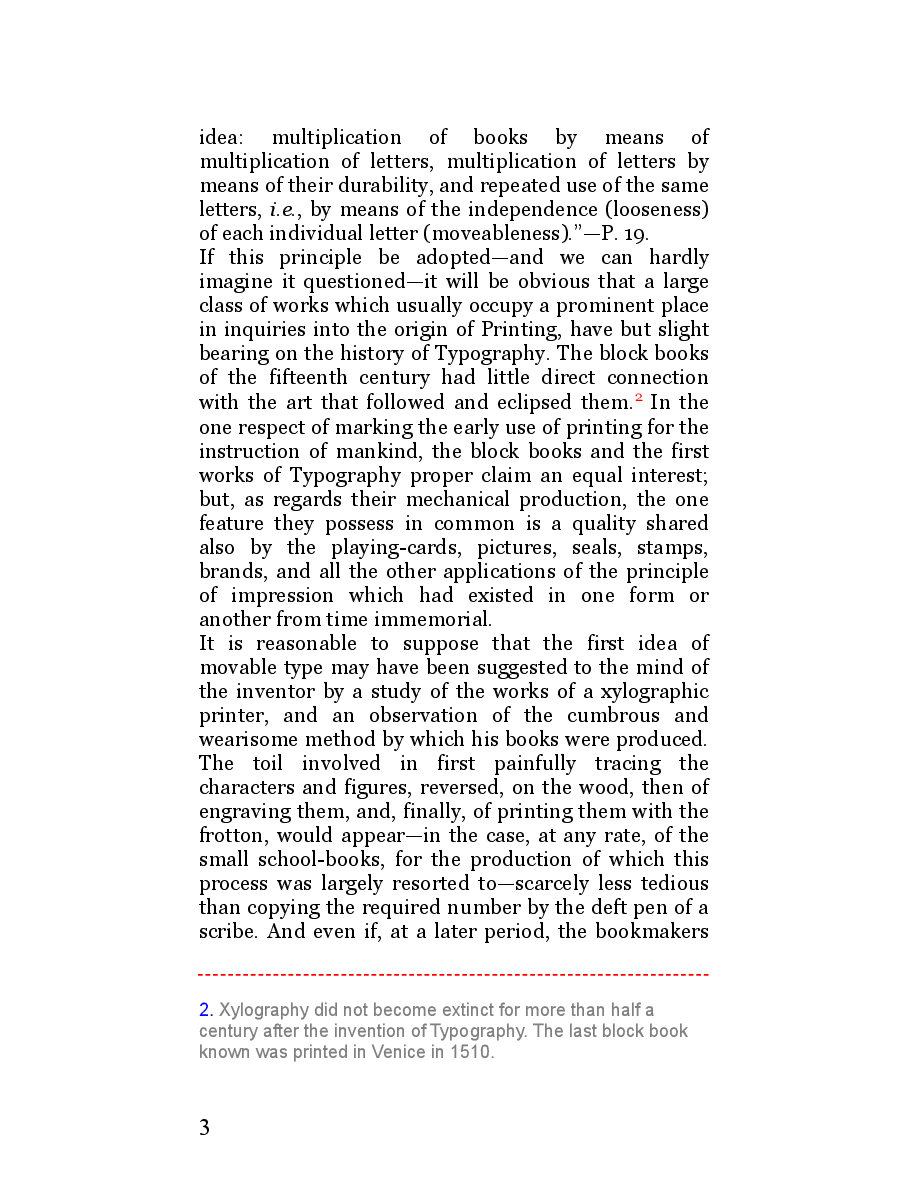 idea: multiplication of books by means of
multiplication of letters, multiplication of letters by
means of their durability, and repeated use of the same
letters, i.e., by means of the independence (looseness)
of each individual letter (moveableness).”—P. 19.
If this principle be adopted—and we can hardly
imagine it questioned—it will be obvious that a large
class of works which usually occupy a prominent place
in inquiries into the origin of Printing, have but slight
bearing on the history of Typography. The block books
of the fifteenth century had little direct connection
with the art that followed and eclipsed them.2 In the
one respect of marking the early use of printing for the
instruction of mankind, the block books and the first
works of Typography proper claim an equal interest;
but, as regards their mechanical production, the one
feature they possess in common is a quality shared
also by the playing-cards, pictures, seals, stamps,
brands, and all the other applications of the principle
of impression which had existed in one form or
another from time immemorial.
It is reasonable to suppose that the first idea of
movable type may have been suggested to the mind of
the inventor by a study of the works of a xylographic
printer, and an observation of the cumbrous and
wearisome method by which his books were produced.
The toil involved in first painfully tracing the
characters and figures, reversed, on the wood, then of
engraving them, and, finally, of printing them with the
frotton, would appear—in the case, at any rate, of the
small school-books, for the production of which this
process was largely resorted to—scarcely less tedious
than copying the required number by the deft pen of a
scribe. And even if, at a later period, the bookmakers
2. Xylography did not become extinct for more than half a
century after the invention of Typography. The last block book
known was printed in Venice in 1510.
3